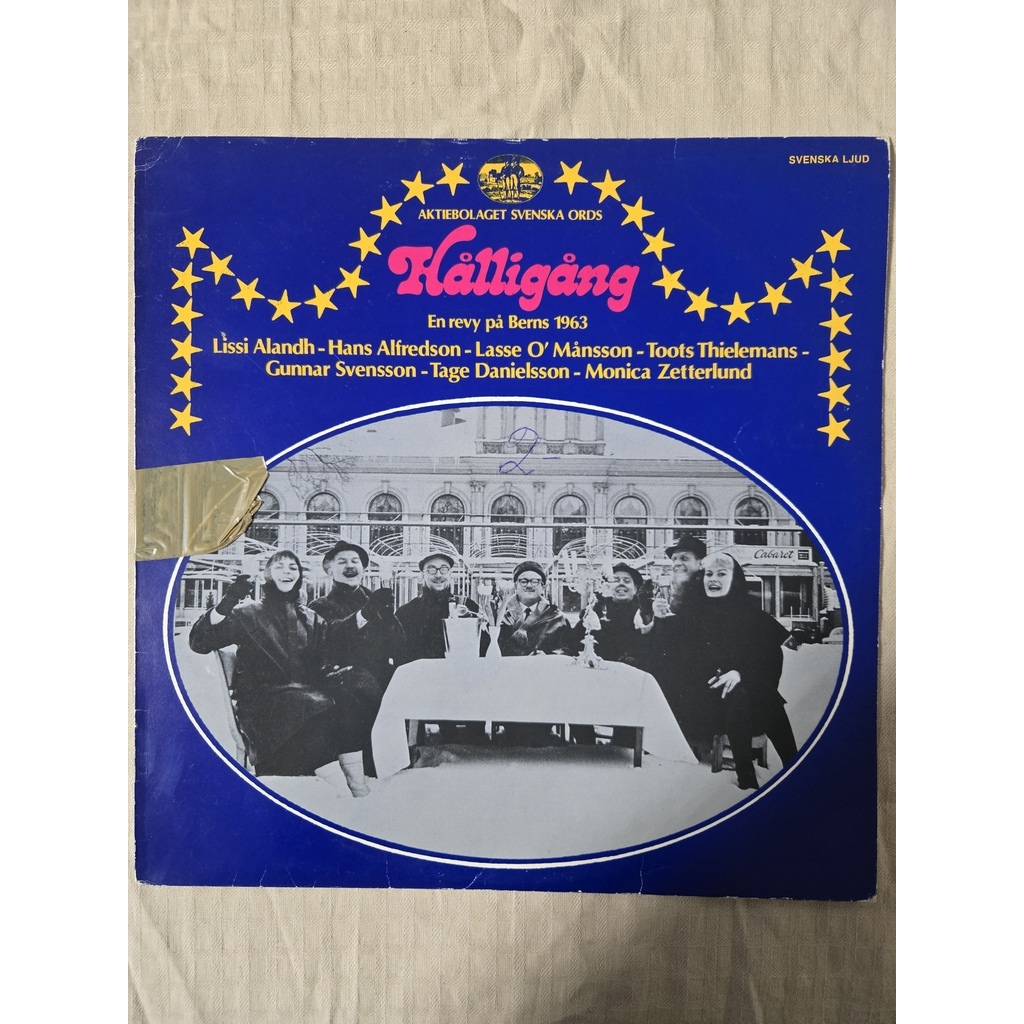 SVENSKA LJUD
AKTIEBOLAGET SVENSKA ORDS
Hålligång
En revy på Berns 1963
Lissi Alandh - Hans Alfredson - Lasse O' Månsson - Toots Thielemans -
Gunnar Svensson - Tage Danielsson - Monica Zetterlund
2-
Cabaret